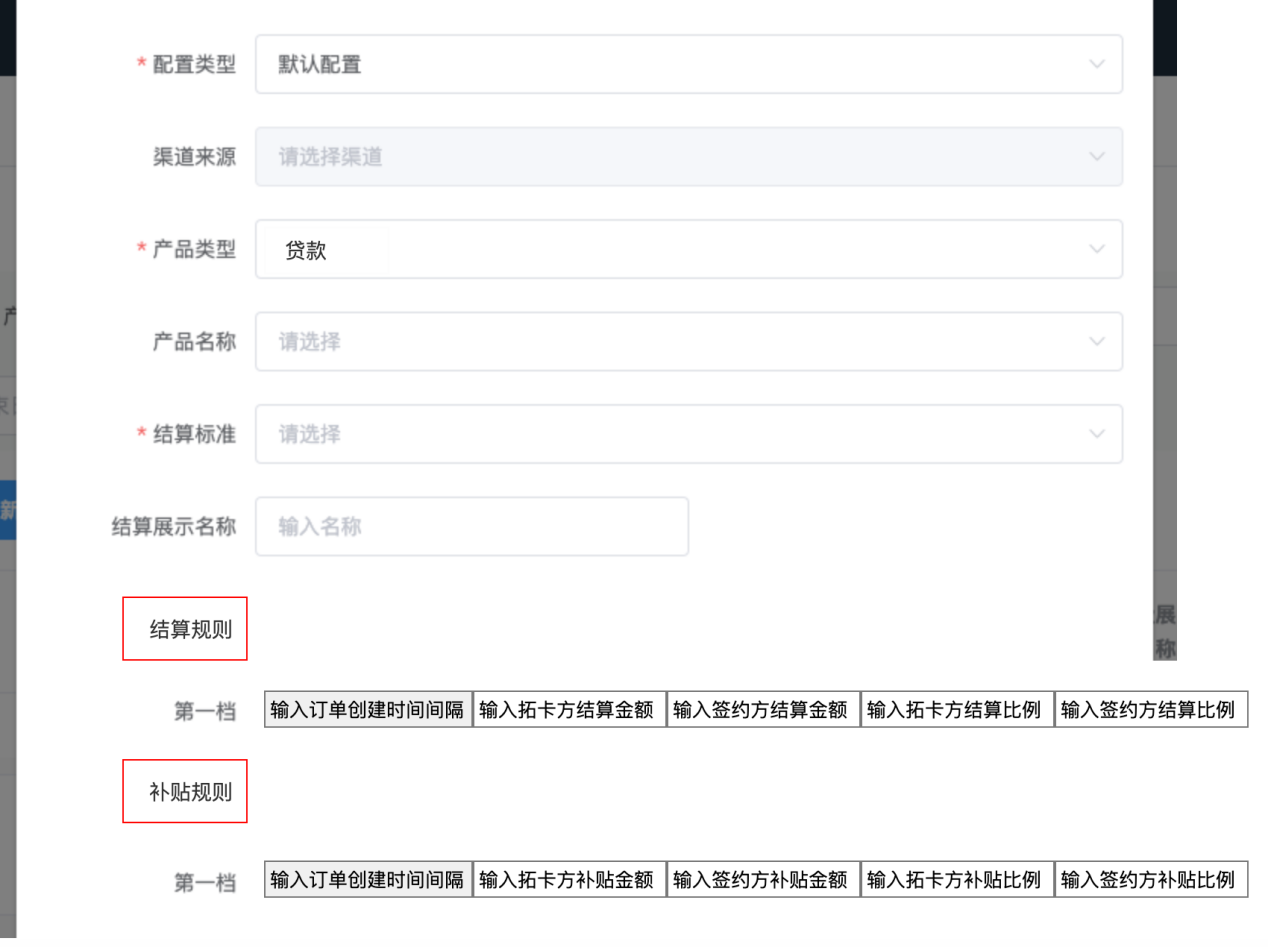 * 配置类型 默认配置
渠道来源 请选择渠道
* 产品类型 贷款
产
产品名称 请选择
* 结算标准 请选择
新
结算展示名称 输入名称
展
结算规则
称
第一档 输入订单创建时间间隔 输入拓卡方结算金额 输入签约方结算金额 输入拓卡方结算比例 输入签约方结算比例
补贴规则
第一档 输入订单创建时间间隔 输入拓卡方补贴金额 输入签约方补贴金额 输入拓卡方补贴比例 输入签约方补贴比例